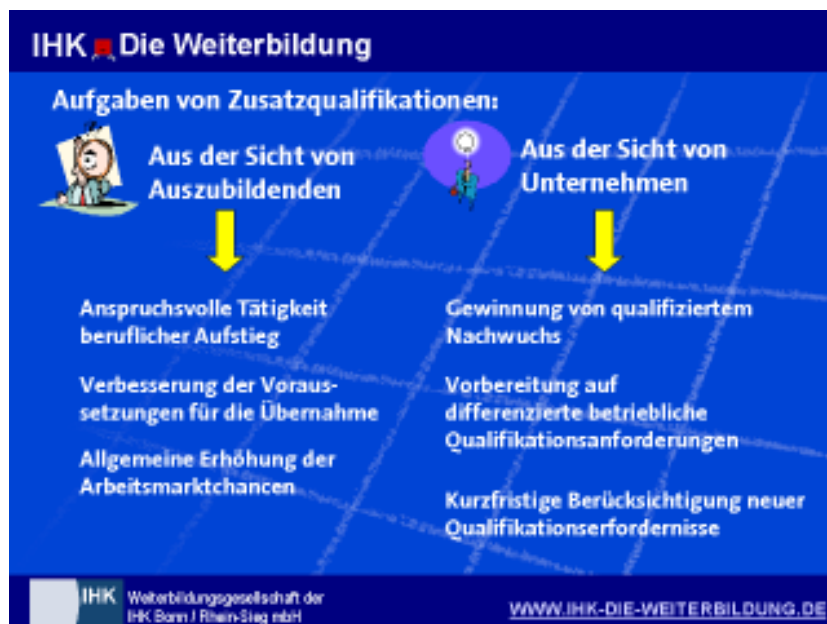 IHK Die Weiterbildung
Aufgaben von Zusatzqualifikationen:
Aus der Sicht von
Auszubildenden
Anspruchsvolle Tätigkeit
beruflicher Aufstieg
Verbesserung der Voraus-
setzungen für die Übernahme
Allgemeine Erhöhung der
Arbeitsmarktchancen
Aus der Sicht von
Unternehmen
Gewinnung von qualifiziertem
Nachwuchs
Vorbereitung auf
differenzierte betriebliche
Qualifikationsanforderungen
Kurzfristige Berücksichtigung neuer
Qualifikationserfordernisse
IHK
Weiterbildungsgesellschaft der
IHK Bonn / Rhein-Sieg mbH
WWW.IHK-DIE-WEITERBILDUNG.DE